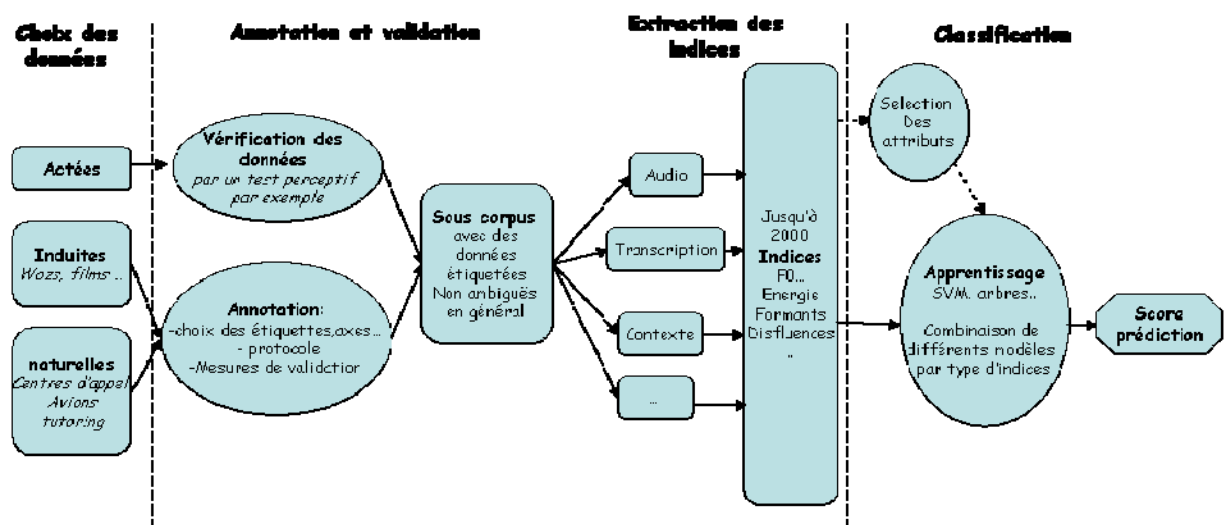 Choix des
données
Annotation et validation
Extraction des
indices
Classification
Actées
Induites
Wozs, films ..
naturelles
Centres d'appel
Avions
tutoring
Vérification des
données
par un test perceptif
par exemple
Annotation:
-choix des étiquettes,axes...
- protocole
-Mesures de validction
Sous corpus
avec des
données
étiquetées
Non ambiguës
en général
Audio
Transcription
Contexte
...
Jusqu'à
2000
Indices
F0...
Energie
Formants
Disfluences
..
Selection
Des
attributs
Apprentissage
SVM, arbres..
Combinaison de
différents modèles
par type d'indices
Score
prédiction